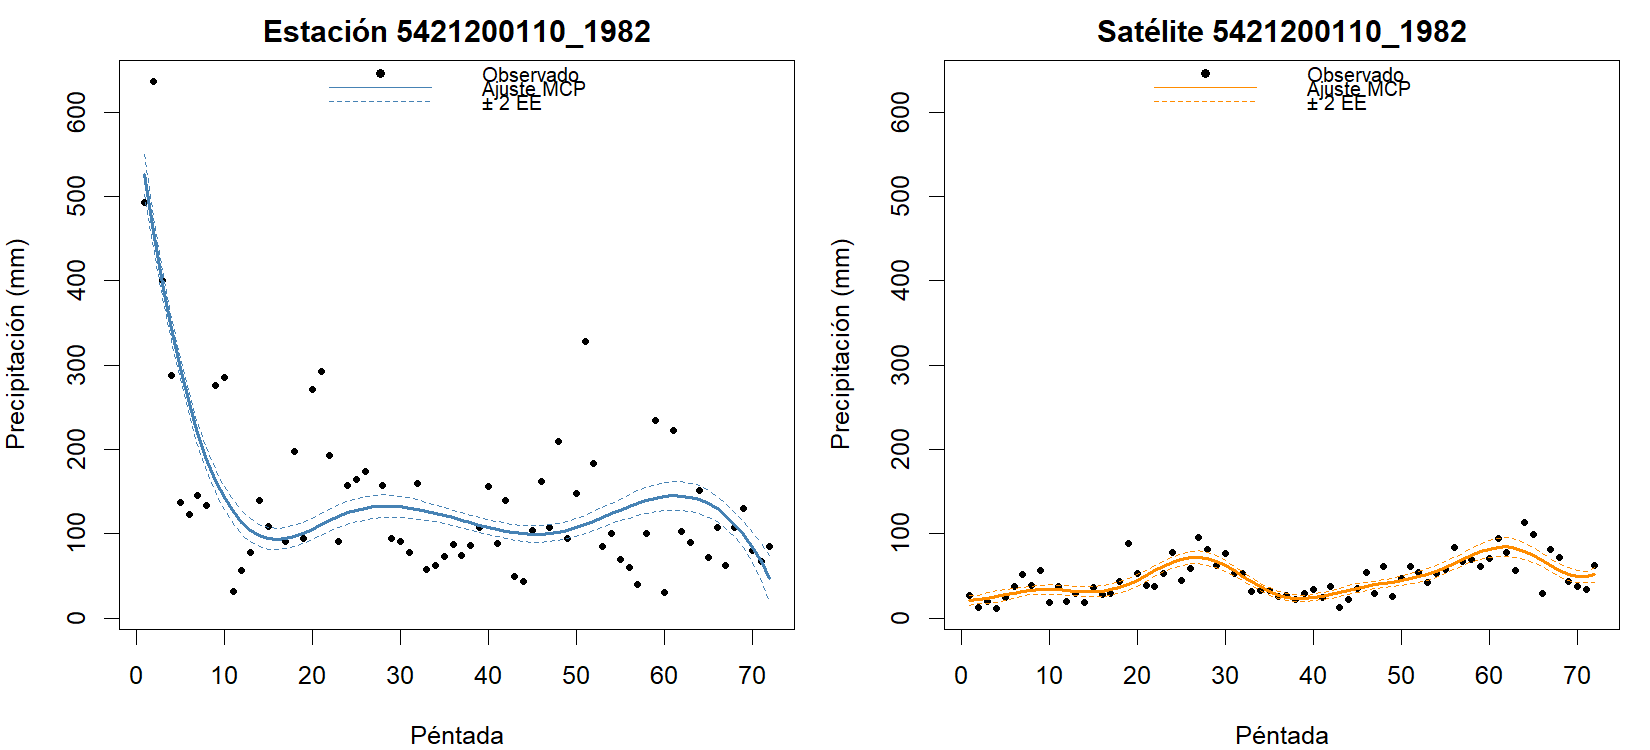 Estación 5421200110_1982
Observado
Ajuste MCP
± 2 EE
Precipitación (mm)
600
500
400
300
200
100
0
0 10 20 30 40 50 60 70
Péntada
Satélite 5421200110_1982
Observado
Ajuste MCP
± 2 EE
Precipitación (mm)
600
500
400
300
200
100
0
0 10 20 30 40 50 60 70
Péntada